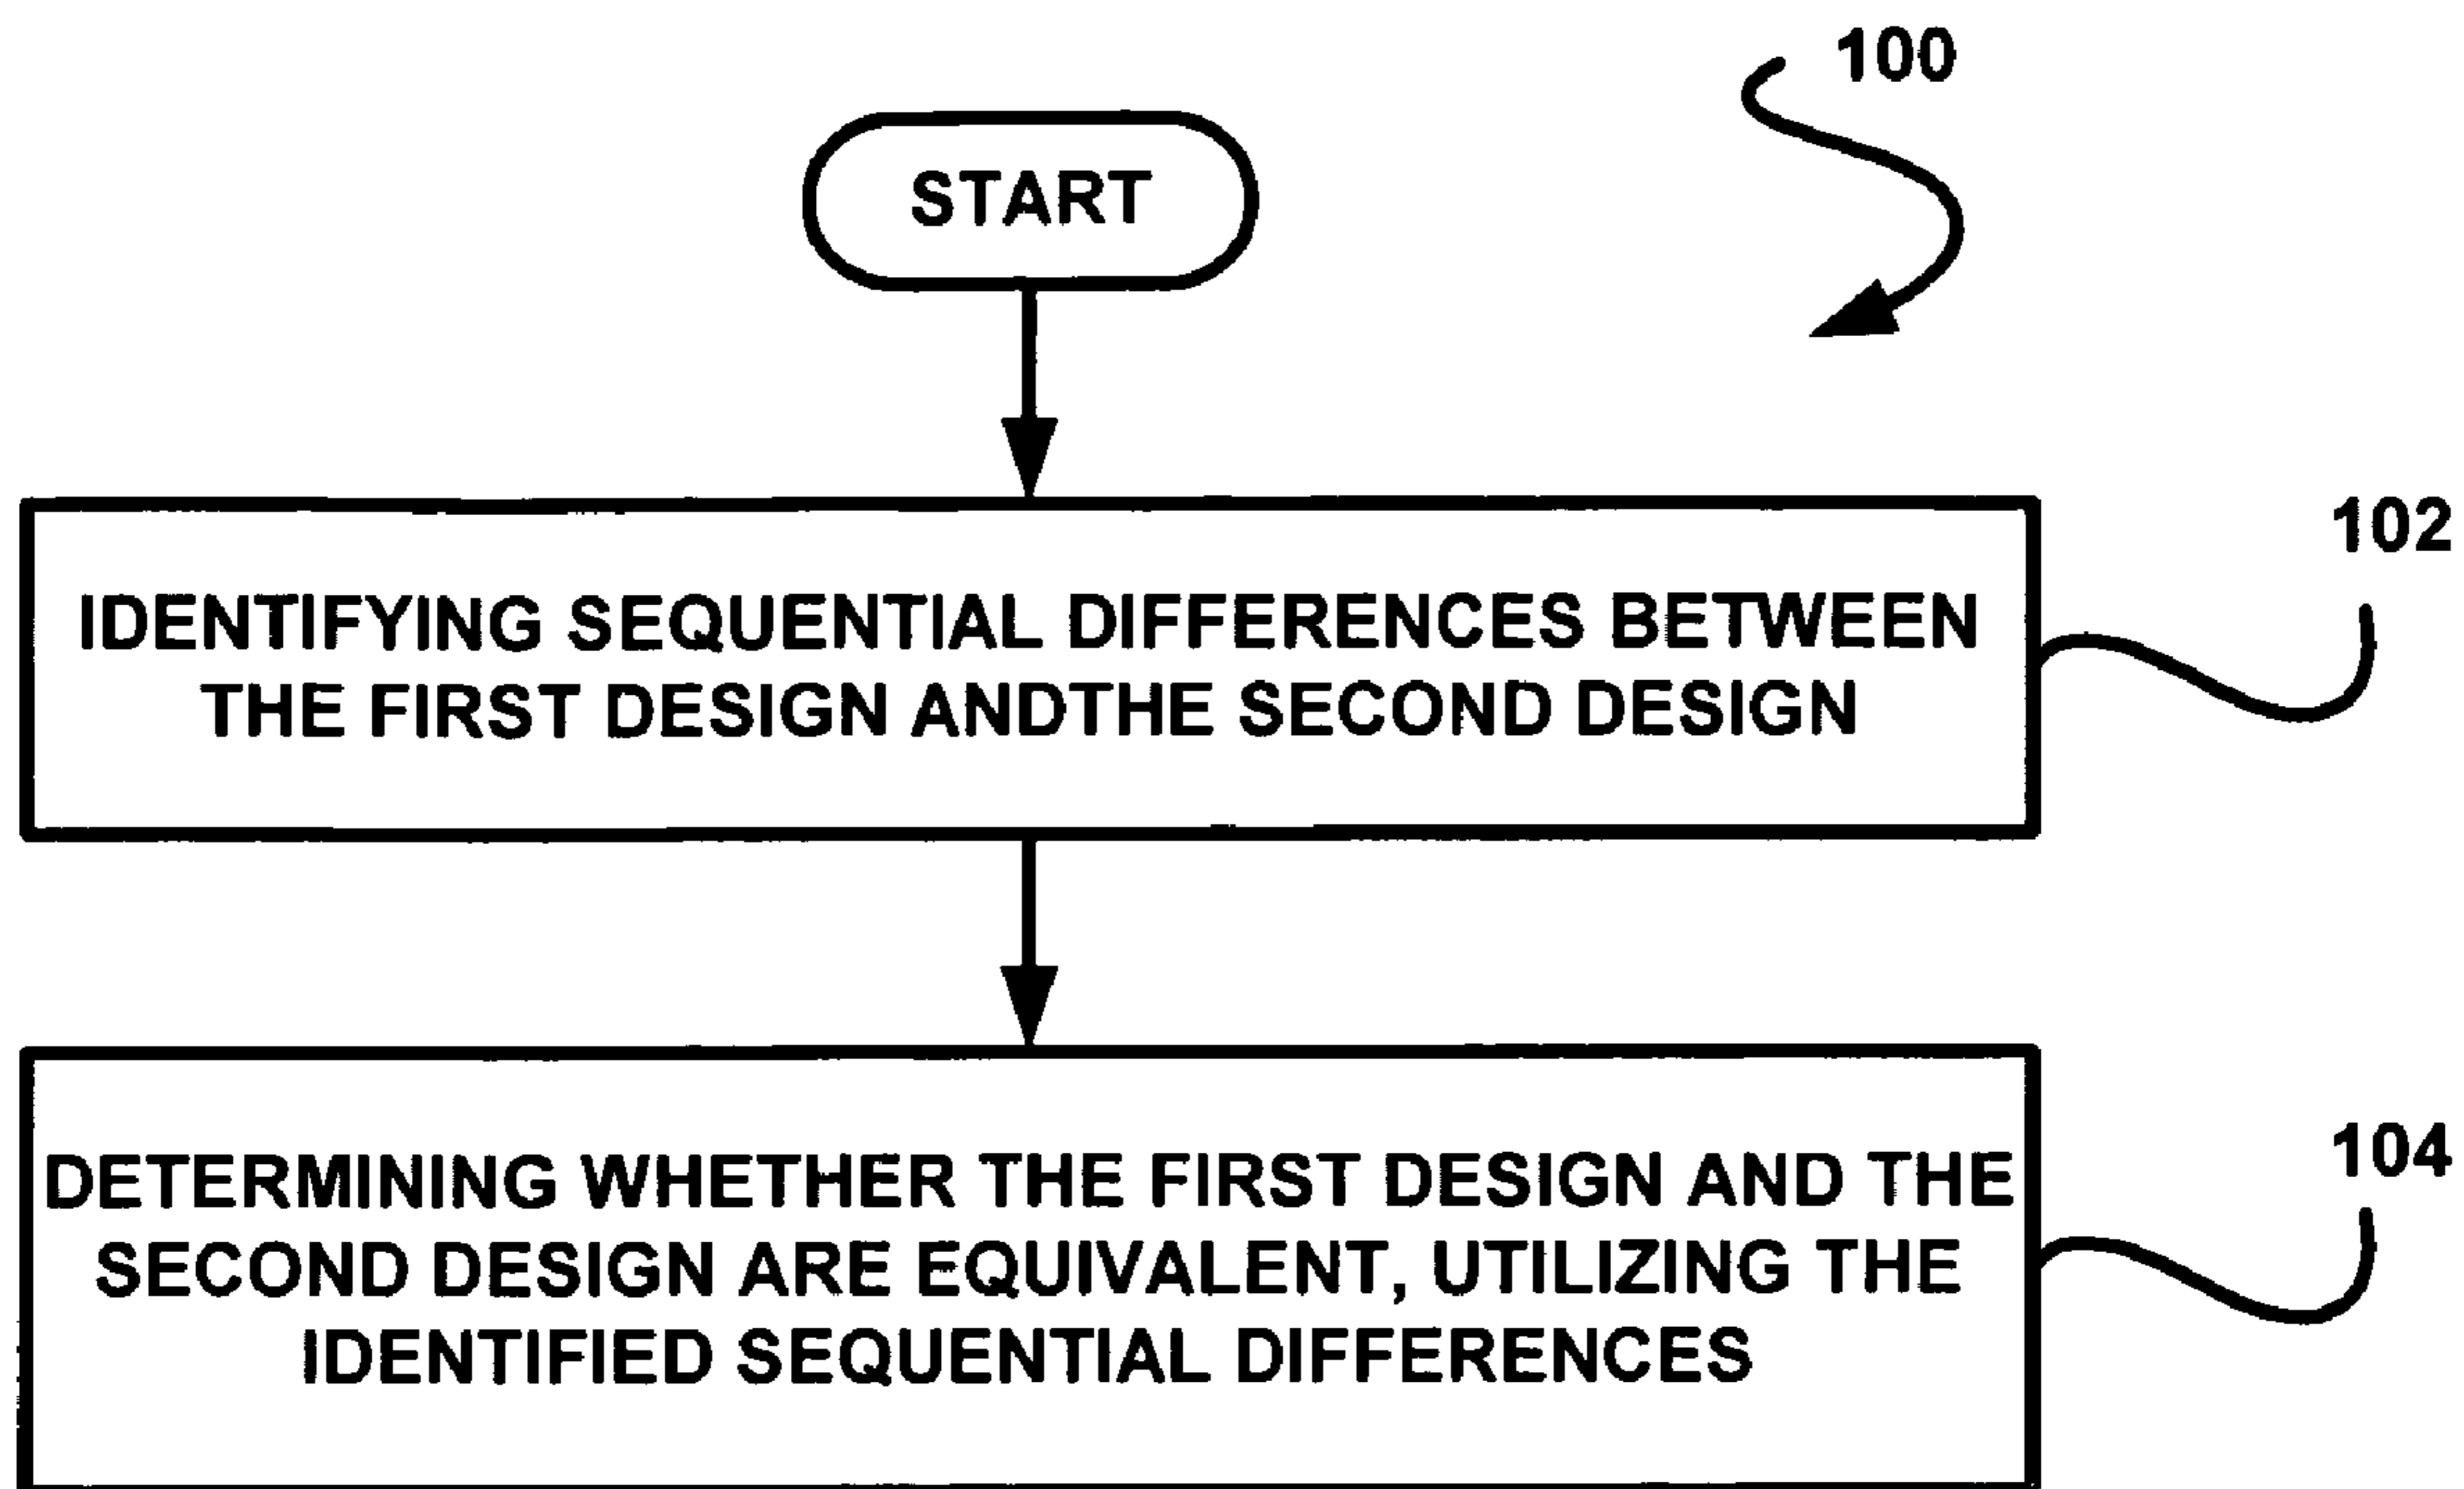 100
START
102
IDENTIFYING SEQUENTIAL DIFFERENCES BETWEEN
THE FIRST DESIGN ANDTHE SECOND DESIGN
104
DETERMINING WHETHER THE FIRST DESIGN AND THE
SECOND DESIGN ARE EQUIVALENT, UTILIZING THE
IDENTIFIED SEQUENTIAL DIFFERENCES